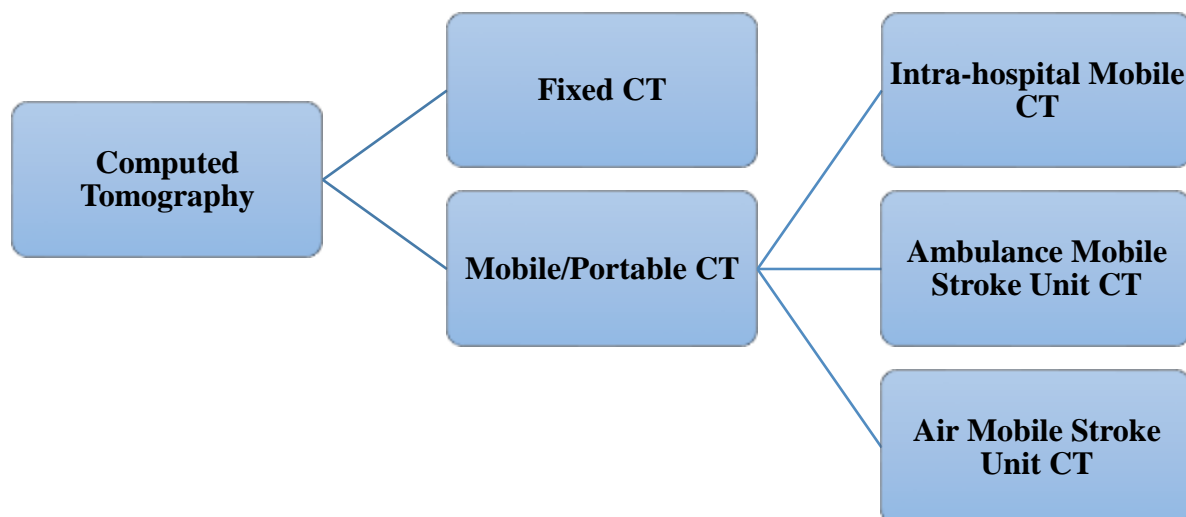 Computed
Tomography
Fixed CT
Mobile/Portable CT
Intra-hospital Mobile
CT
Ambulance Mobile
Stroke Unit CT
Air Mobile Stroke
Unit CT